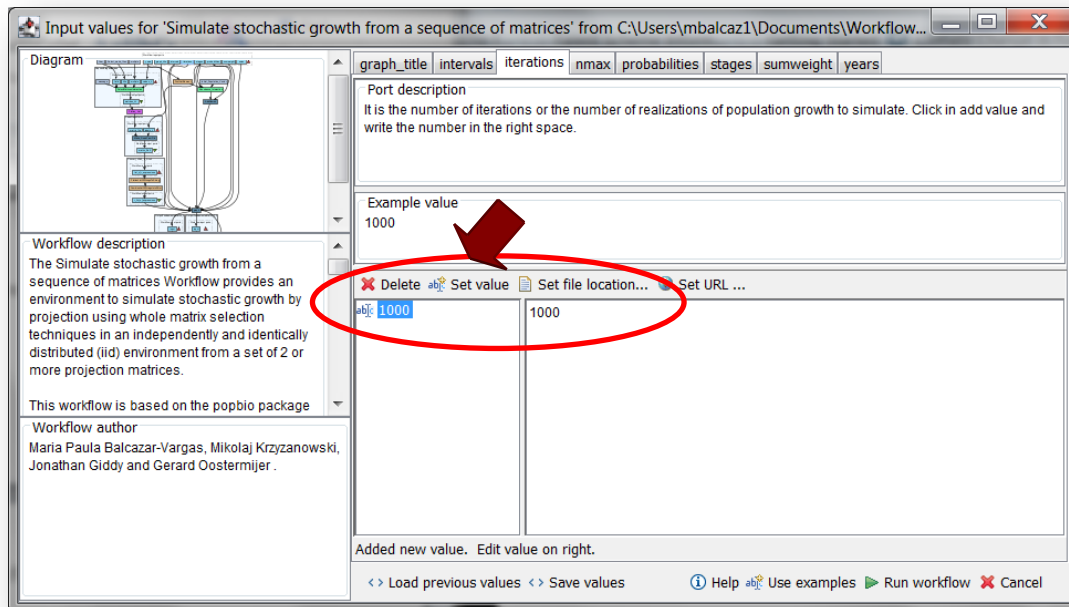 Input values for 'Simulate stochastic growth from a sequence of matrices' from C:\Users\mbalcaz1\Documents\Workflow...
Diagram
graph_title intervals iterations nmax probabilities stages sumweight years
Port description
It is the number of iterations or the number of realizations of population growth to simulate. Click in add value and
write the number in the right space.
Example value
1000
Workflow description
The Simulate stochastic growth from a
sequence of matrices Workflow provides an
environment to simulate stochastic growth by
projection using whole matrix selection
techniques in an independently and identically
distributed (iid) environment from a set of 2 or
more projection matrices.
This workflow is based on the popbio package
Workflow author
Maria Paula Balcazar-Vargas, Mikolaj Krzyzanowski,
Jonathan Giddy and Gerard Oostermijer .
Delete Set value Set file location... Set URL ...
1000
1000
Added new value. Edit value on right.
Load previous values Save values Help Use examples Run workflow Cancel